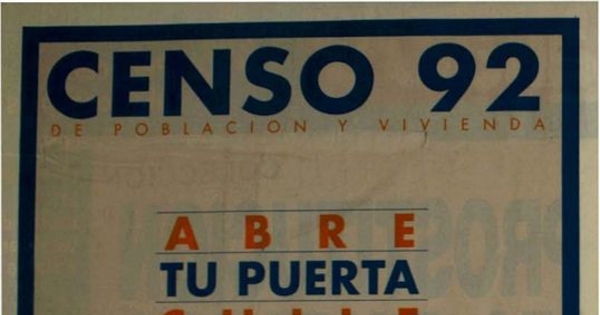 CENSO 92
DE POBLACION Y VIVIENDA
ABRE
TU PUERTA